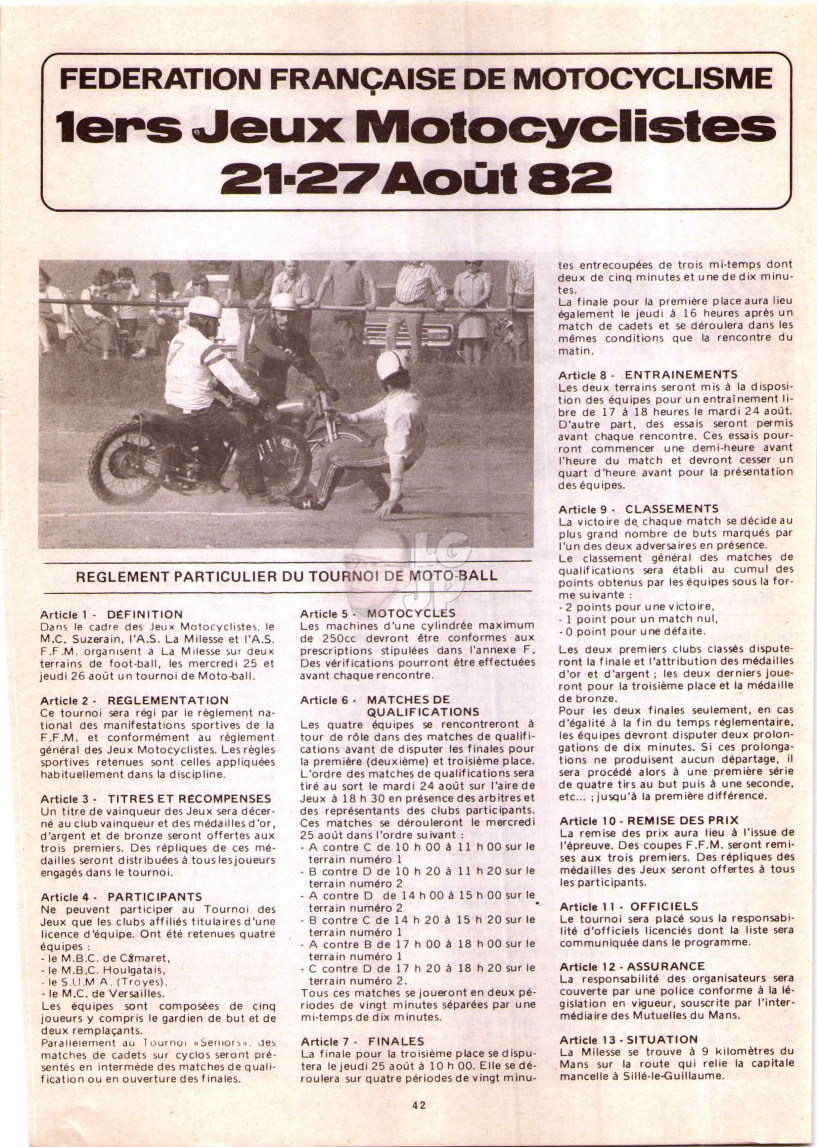 FEDERATION FRANÇAISE DE MOTOCYCLISME
1ers Jeux Motocyclistes
21-27 Août 82
REGLEMENT PARTICULIER DU TOURNOI DE MOTO-BALL
Article 1 - DEFINITION
Dans le cadre des Jeux Motocyclistes, le
M.C. Suzerain, l'A.S. La Milesse et l'A.S.
F.F.M. organisent à La Milesse sur deux
terrains de foot-ball, les mercredi 25 et
jeudi 26 août un tournoi de Moto-ball.
Article 2 - REGLEMENTATION
Ce tournoi sera régi par le règlement na-
tional des manifestations sportives de la
F.F.M. et conformément au règlement
général des Jeux Motocyclistes. Les règles
sportives retenues sont celles appliquées
habituellement dans la discipline.
Article 3 - TITRES ET RECOMPENSES
Un titre de vainqueur des Jeux sera décer-
né au club vainqueur et des médailles d'or,
d'argent et de bronze seront offertes aux
trois premiers. Des répliques de ces mé-
dailles seront distribuées à tous les joueurs
engagés dans le tournoi.
Article 4 - PARTICIPANTS
Ne peuvent participer au Tournoi des
Jeux que les clubs affiliés titulaires d'une
licence d'équipe. Ont été retenues quatre
équipes :
- le M.B.C. de Camaret,
- le M.B.C. Houlgatais,
- le S.U.M.A. (Troyes).
- le M.C. de Versailles.
Les équipes sont composées de cinq
joueurs y compris le gardien de but et de
deux remplaçants.
Parallelement au Tournoi «Seniors», des
matches de cadets sur cyclos seront pré-
sentés en intermède des matches de quali-
fication ou en ouverture des finales.
Article 5 - MOTOCYCLES
Les machines d'une cylindrée maximum
de 250cc devront être conformes aux
prescriptions stipulées dans l'annexe F.
Des vérifications pourront être effectuées
avant chaque rencontre.
Article 6 - MATCHES DE
QUALIFICATIONS
Les quatre équipes se rencontreront à
tour de rôle dans des matches de qualifi-
cations avant de disputer les finales pour
la première (deuxième) et troisième place.
L'ordre des matches de qualifications sera
tiré au sort le mardi 24 août sur l'aire de
Jeux à 18 h 30 en présence des arbitres et
des représentants des clubs participants.
Ces matches se dérouleront le mercredi
25 août dans l'ordre suivant :
- A contre C de 10 h 00 à 11 h 00 sur le
terrain numéro 1
- B contre D de 10 h 20 à 11 h 20 sur le
terrain numéro 2
- A contre D de 14 h 00 à 15 h 00 sur le
terrain numéro 2
- B contre C de 14 h 20 à 15 h 20 sur le
terrain numéro 1
- A contre B de 17 h 00 à 18 h 00 sur le
terrain numéro 1
- C contre D de 17 h 20 à 18 h 20 sur le
terrain numéro 2.
Tous ces matches se joueront en deux pé-
riodes de vingt minutes séparées par une
mi-temps de dix minutes.
Article 7 - FINALES
La finale pour la troisième place se dispu-
tera le jeudi 25 août à 10 h 00. Elle se dé-
roulera sur quatre périodes de vingt minu-
tes entrecoupées de trois mi-temps dont
deux de cinq minutes et une de dix minu-
tes.
La finale pour la première place aura lieu
également le jeudi à 16 heures après un
match de cadets et se déroulera dans les
mêmes conditions que la rencontre du
matin.
Article 8 - ENTRAINEMENTS
Les deux terrains seront mis à la disposi-
tion des équipes pour un entraînement li-
bre de 17 à 18 heures le mardi 24 août.
D'autre part, des essais seront permis
avant chaque rencontre. Ces essais pour-
ront commencer une demi-heure avant
l'heure du match et devront cesser un
quart d'heure avant pour la présentation
des équipes.
Article 9 - CLASSEMENTS
La victoire de chaque match se décide au
plus grand nombre de buts marqués par
l'un des deux adversaires en présence.
Le classement général des matches de
qualifications sera établi au cumul des
points obtenus par les équipes sous la for-
me suivante :
- 2 points pour une victoire,
- 1 point pour un match nul,
- 0 point pour une défaite.
Les deux premiers clubs classés dispute-
ront la finale et l'attribution des médailles
d'or et d'argent ; les deux derniers joue-
ront pour la troisième place et la médaille
de bronze.
Pour les deux finales seulement, en cas
d'égalité à la fin du temps réglementaire,
les équipes devront disputer deux prolon-
gations de dix minutes. Si ces prolonga-
tions ne produisent aucun départage, il
sera procédé alors à une première série
de quatre tirs au but puis à une seconde,
etc... ; jusqu'à la première différence.
Article 10 - REMISE DES PRIX
La remise des prix aura lieu à l'issue de
l'épreuve. Des coupes F.F.M. seront remi-
ses aux trois premiers. Des répliques des
médailles des Jeux seront offertes à tous
les participants.
Article 11 - OFFICIELS
Le tournoi sera placé sous la responsabi-
lité d'officiels licenciés dont la liste sera
communiquée dans le programme.
Article 12 - ASSURANCE
La responsabilité des organisateurs sera
couverte par une police conforme à la lé-
gislation en vigueur, souscrite par l'inter-
médiaire des Mutuelles du Mans.
Article 13 - SITUATION
La Milesse se trouve à 9 kilomètres du
Mans sur la route qui relie la capitale
mancelle à Sillé-le-Guillaume.
42